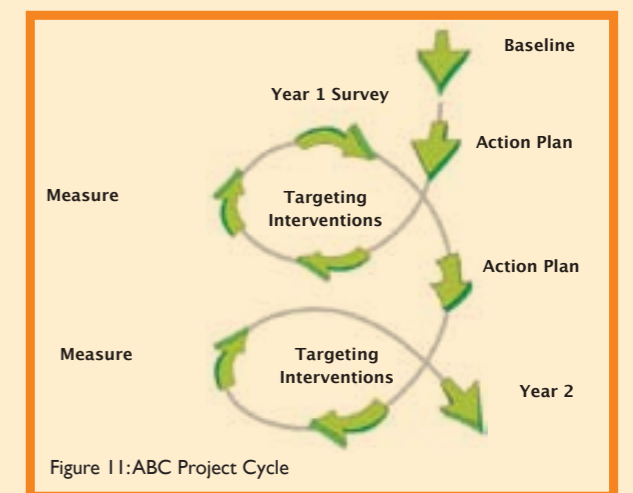 Baseline
Year 1 Survey
Action Plan
Measure
Targeting
Interventions
Action Plan
Measure
Targeting
Interventions
Year 2
Figure 11:ABC Project Cycle